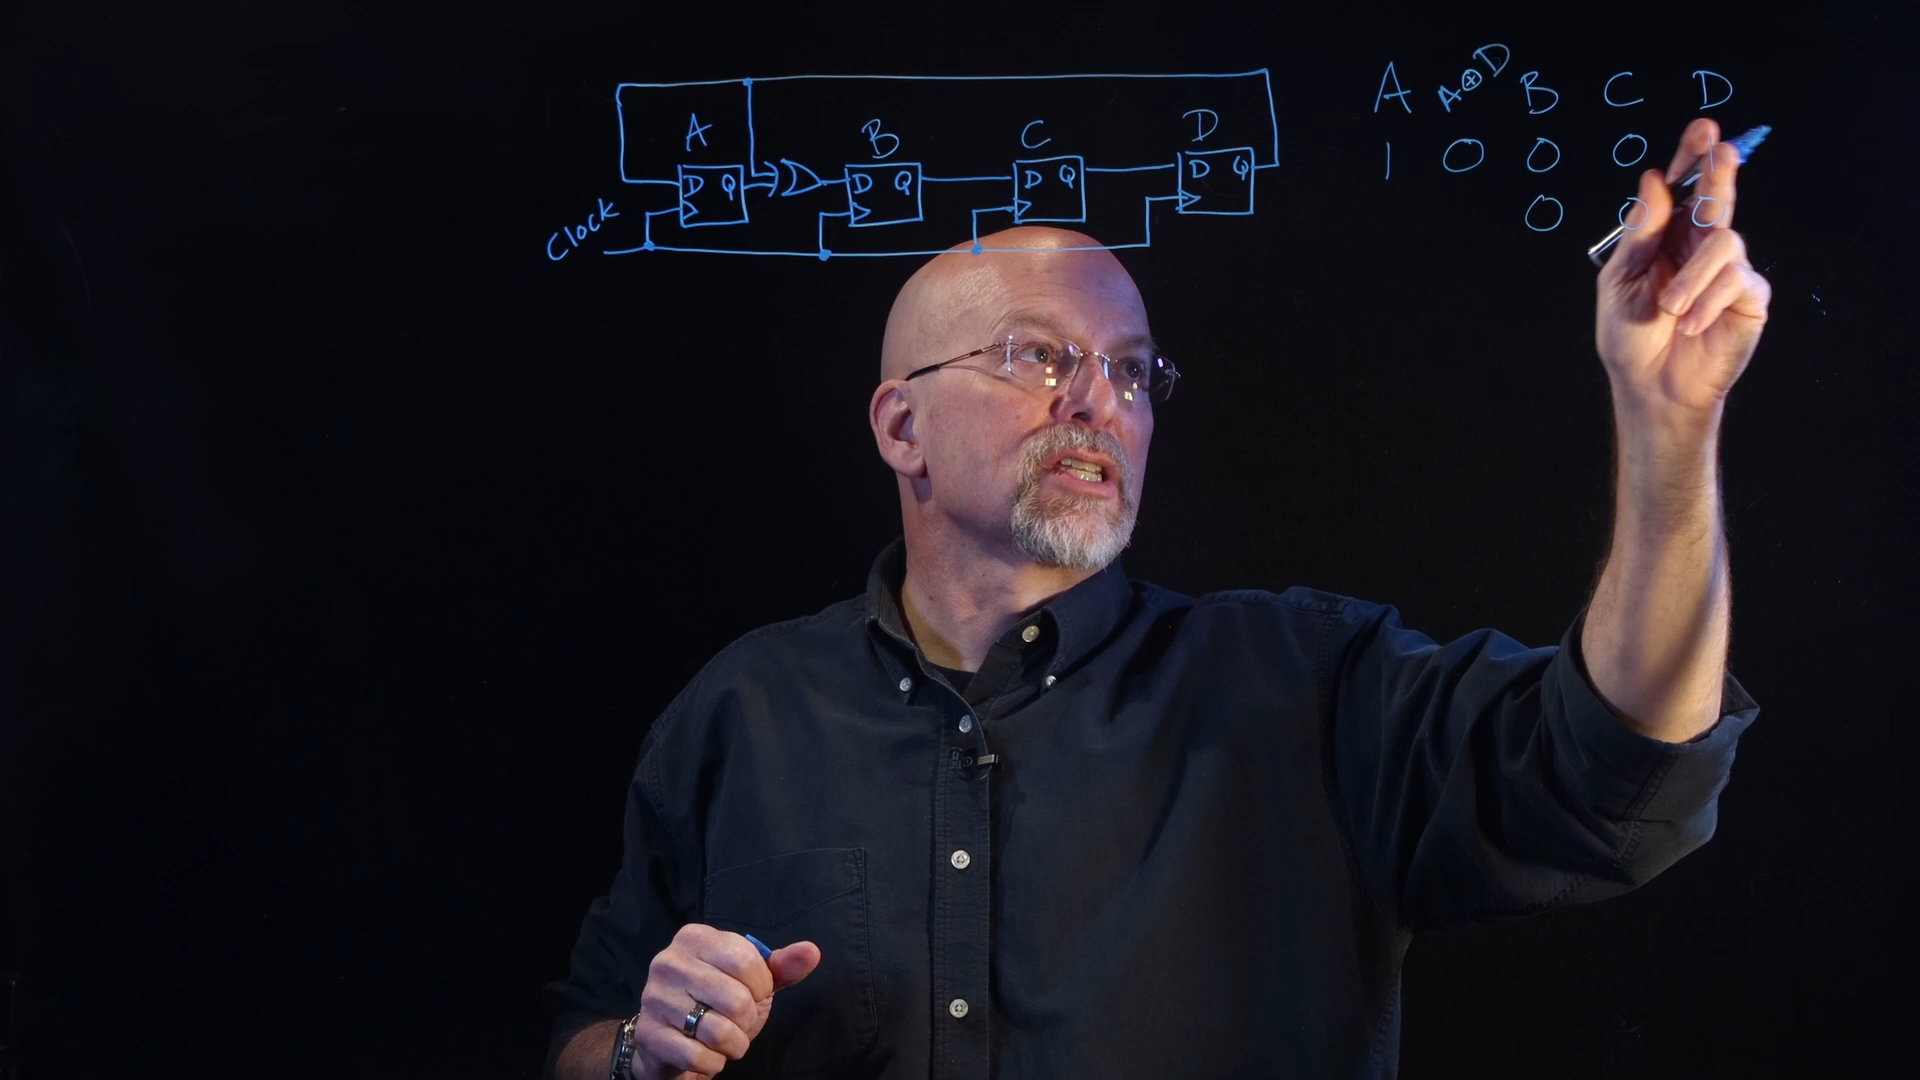 A B C D
D Q D Q D Q D Q
Clock
A A⊕D B C D
1 0 0 0 1
0 0 0